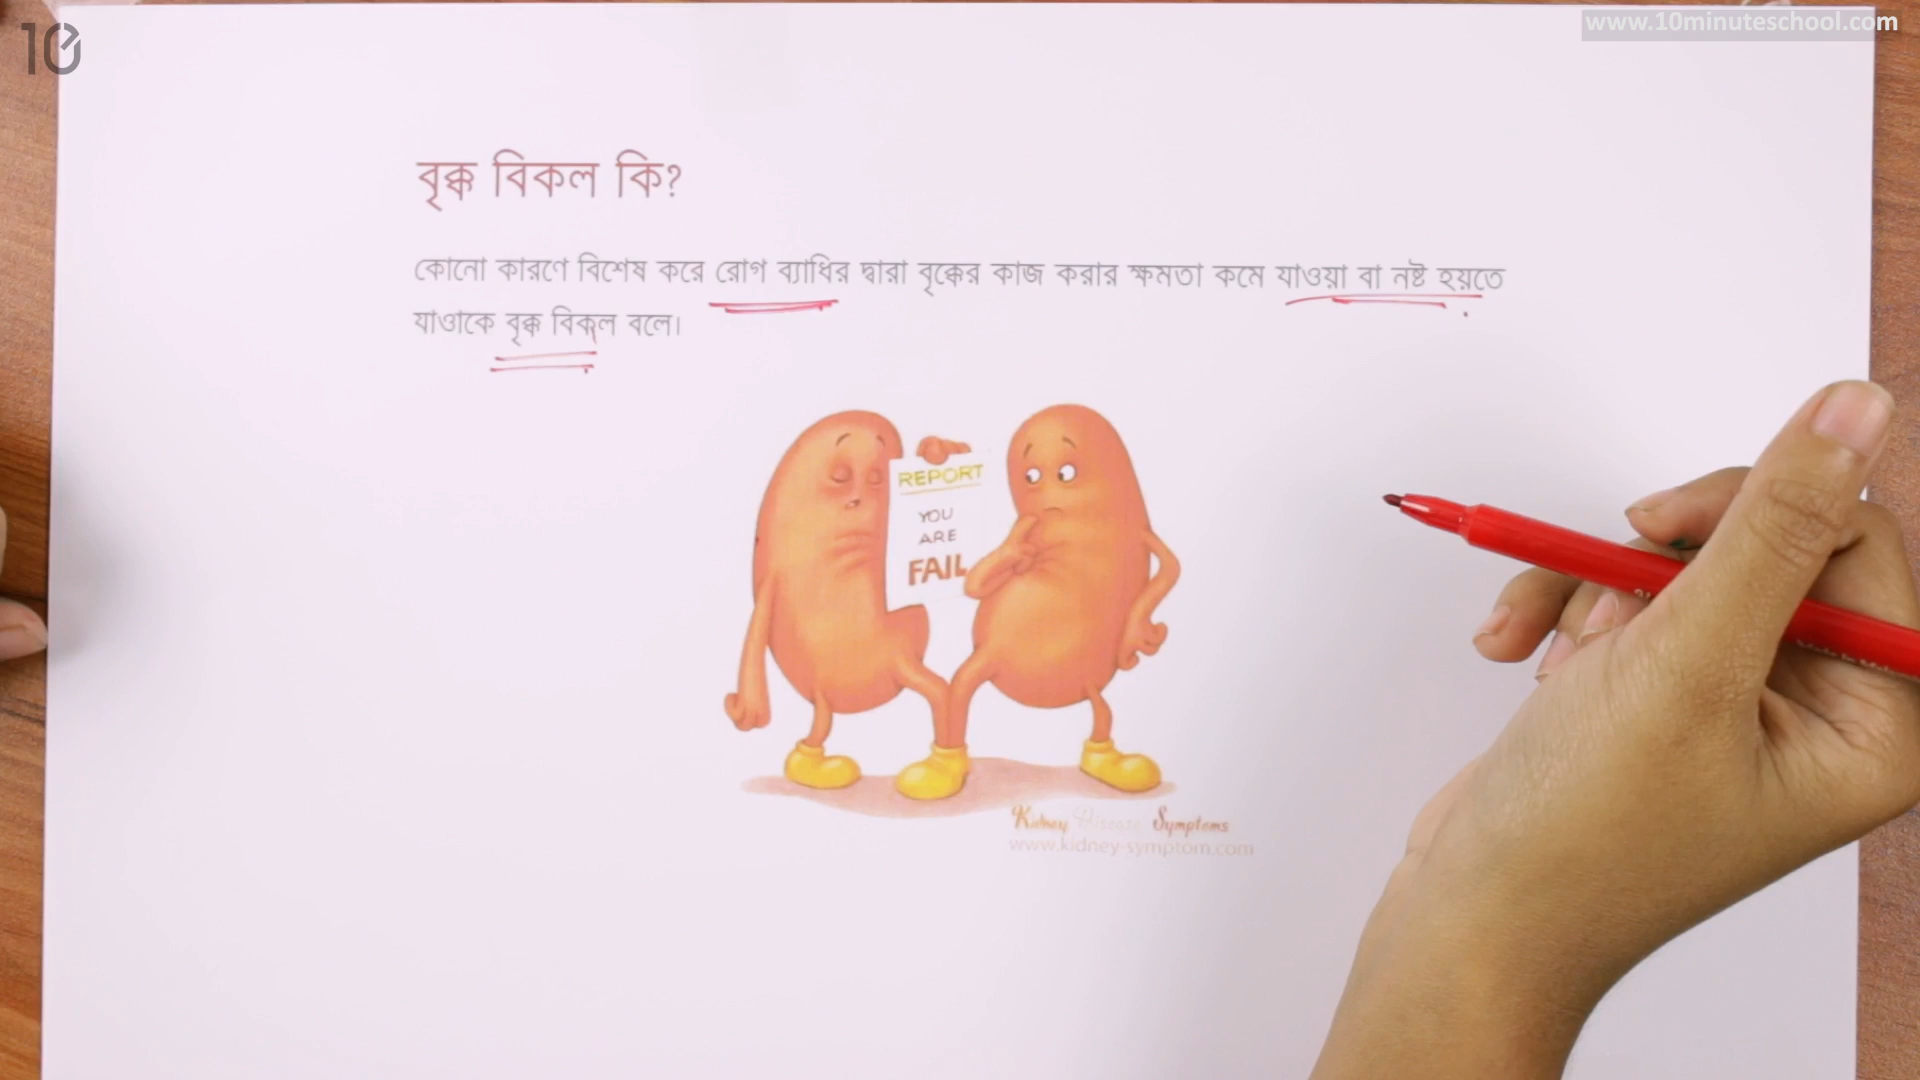 10
www.10minuteschool.com
বৃক্ক বিকল কি?
কোনো কারণে বিশেষ করে রোগ ব্যাধির দ্বারা বৃক্কের কাজ করার ক্ষমতা কমে যাওয়া বা নষ্ট হয়তে
যাওাকে বৃক্ক বিকল বলে।
REPORT
YOU
ARE
FAIL
Kidney Disease Symptoms
www.kidney-symptom.com